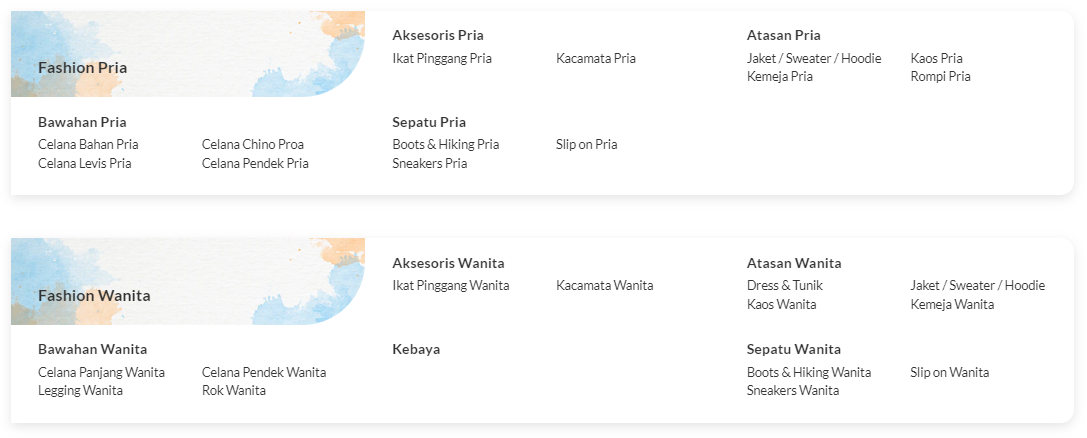 Fashion Pria
Aksesoris Pria
Ikat Pinggang Pria
Kacamata Pria
Atasan Pria
Jaket / Sweater / Hoodie
Kaos Pria
Kemeja Pria
Rompi Pria
Bawahan Pria
Celana Bahan Pria
Celana Chino Proa
Celana Levis Pria
Celana Pendek Pria
Sepatu Pria
Boots & Hiking Pria
Slip on Pria
Sneakers Pria
Fashion Wanita
Aksesoris Wanita
Ikat Pinggang Wanita
Kacamata Wanita
Atasan Wanita
Dress & Tunik
Jaket / Sweater / Hoodie
Kaos Wanita
Kemeja Wanita
Bawahan Wanita
Celana Panjang Wanita
Celana Pendek Wanita
Legging Wanita
Rok Wanita
Kebaya
Sepatu Wanita
Boots & Hiking Wanita
Slip on Wanita
Sneakers Wanita